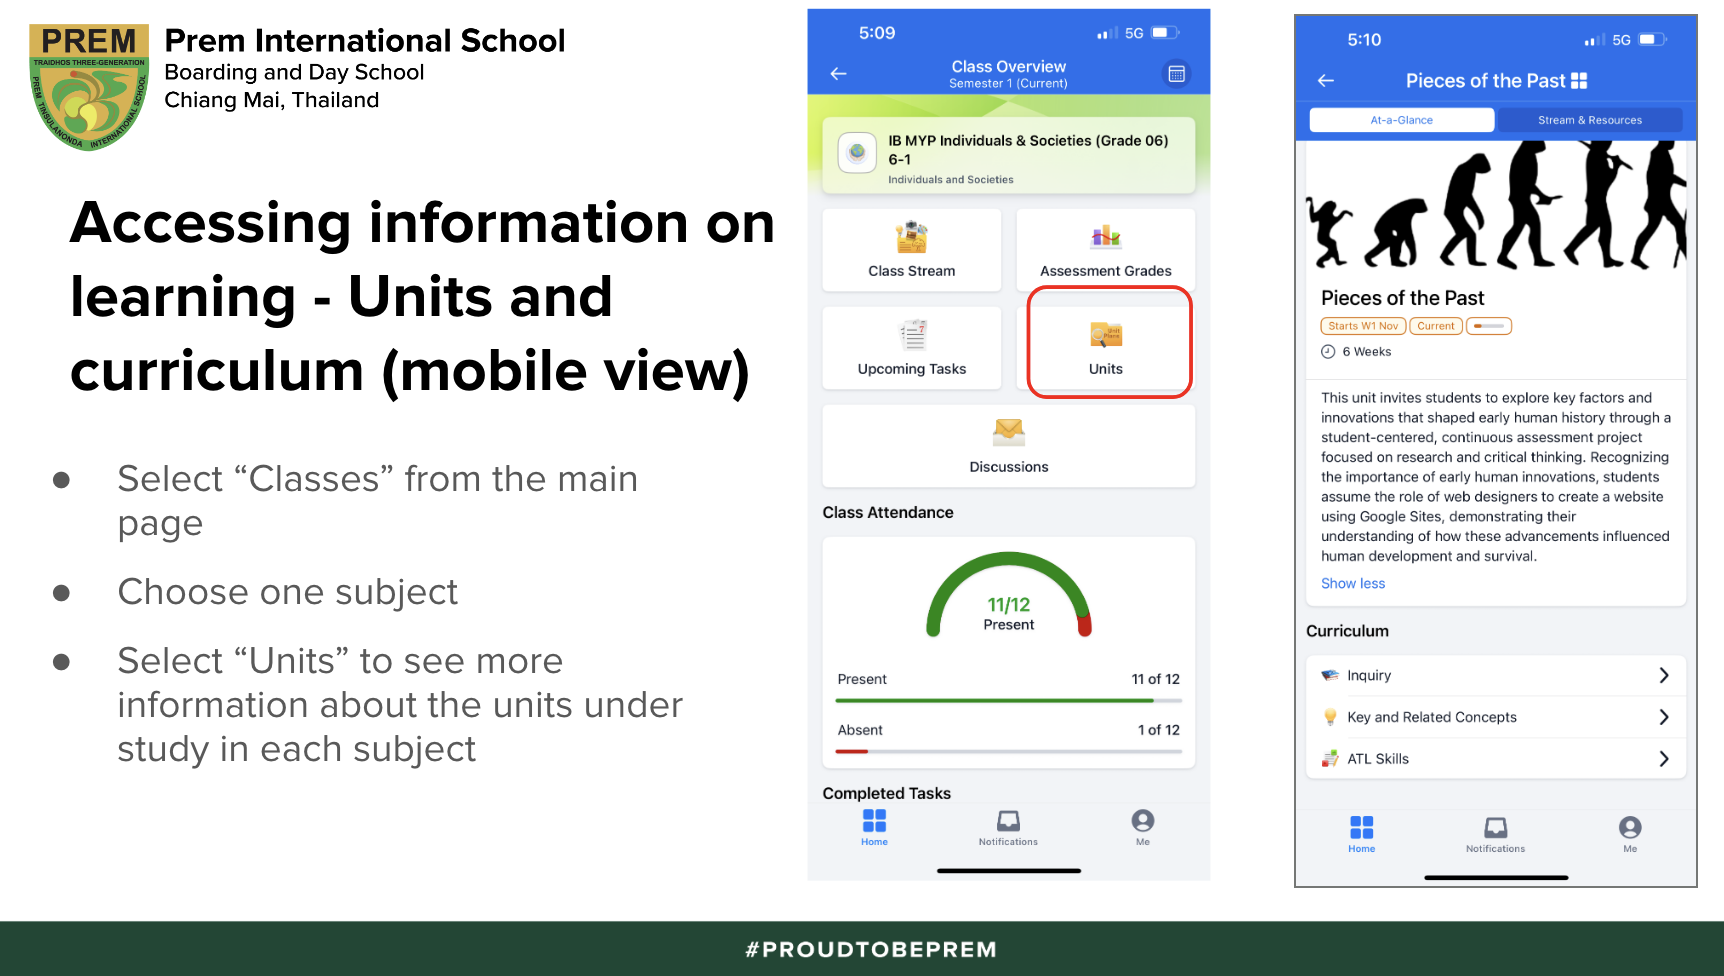 PREM
TRAIDHOS THREE-GENERATION
PREM TINSULANONDA INTERNATIONAL SCHOOL
Prem International School
Boarding and Day School
Chiang Mai, Thailand
Accessing information on
learning - Units and
curriculum (mobile view)
● Select “Classes” from the main
page
● Choose one subject
● Select “Units” to see more
information about the units under
study in each subject
5:09
5G
Class Overview
Semester 1 (Current)
IB MYP Individuals & Societies (Grade 06)
6-1
Individuals and Societies
Class Stream
Assessment Grades
7
Upcoming Tasks
Unit
Plans
Units
Discussions
Class Attendance
11/12
Present
Present 11 of 12
Absent 1 of 12
Completed Tasks
Home
Notifications
Me
5:10
5G
Pieces of the Past
At-a-Glance
Stream & Resources
Pieces of the Past
Starts W1 Nov
Current
6 Weeks
This unit invites students to explore key factors and
innovations that shaped early human history through a
student-centered, continuous assessment project
focused on research and critical thinking. Recognizing
the importance of early human innovations, students
assume the role of web designers to create a website
using Google Sites, demonstrating their
understanding of how these advancements influenced
human development and survival.
Show less
Curriculum
Inquiry
Key and Related Concepts
ATL Skills
Home
Notifications
Me
#PROUDTOBEPREM